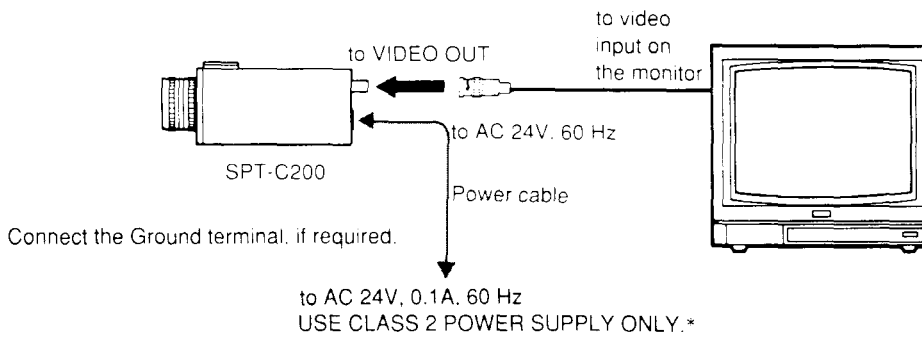 to video
input on
the monitor
to VIDEO OUT
to AC 24V. 60 Hz
SPT-C200
Power cable
Connect the Ground terminal. if required.
to AC 24V, 0.1A. 60 Hz
USE CLASS 2 POWER SUPPLY ONLY.*